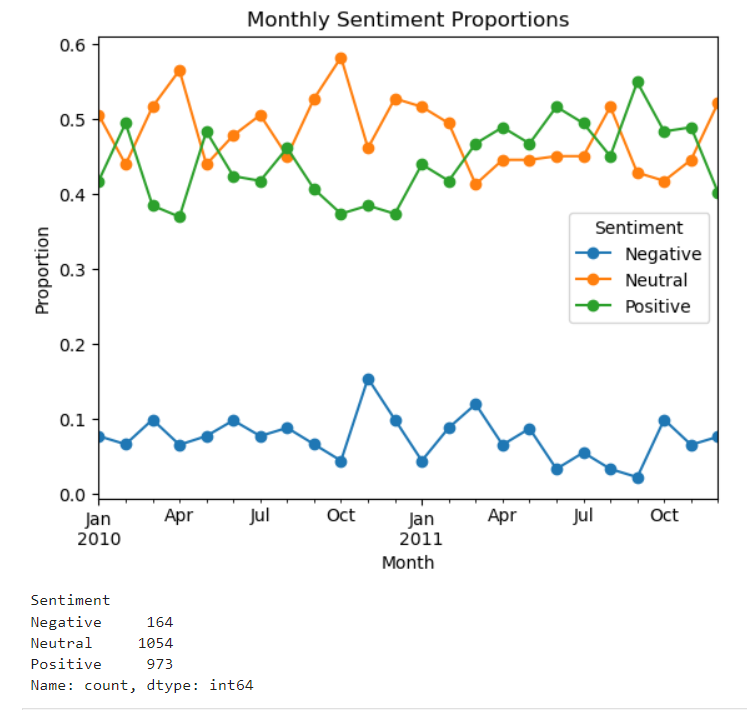 Monthly Sentiment Proportions
0.6
0.5
0.4
0.3
0.2
0.1
0.0
Proportion
Sentiment
Negative
Neutral
Positive
Jan Apr Jul Oct Jan Apr Jul Oct
2010 2011
Month
Sentiment
Negative 164
Neutral 1054
Positive 973
Name: count, dtype: int64